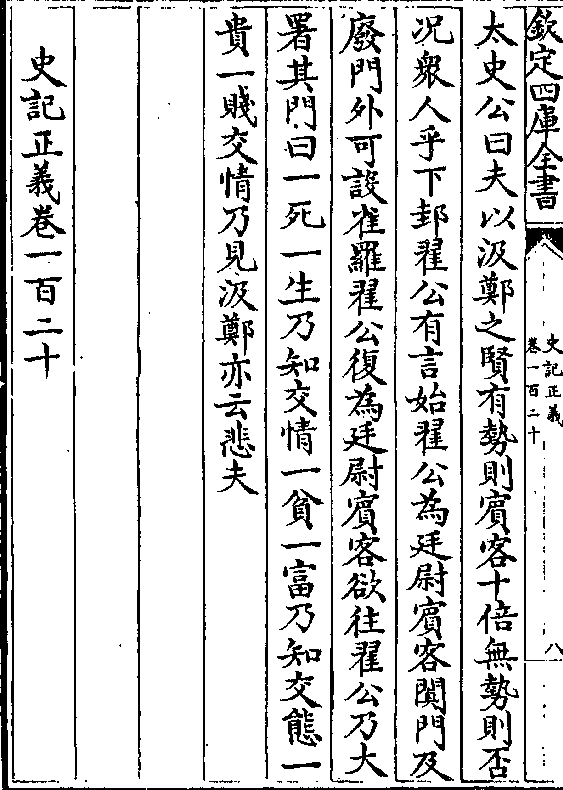 欽定四庫全書
史記正義
卷一百二十
八
太史公曰夫以汲鄭之賢有勢則賓客十倍無勢則否
况衆人乎下邽翟公有言始翟公為廷尉賓客闐門及
廢門外可設雀羅翟公復為廷尉賓客欲往翟公乃大
署其門曰一死一生乃知交情一貧一富乃知交態一
貴一賤交情乃見汲鄭亦云悲夫
史記正義卷一百二十